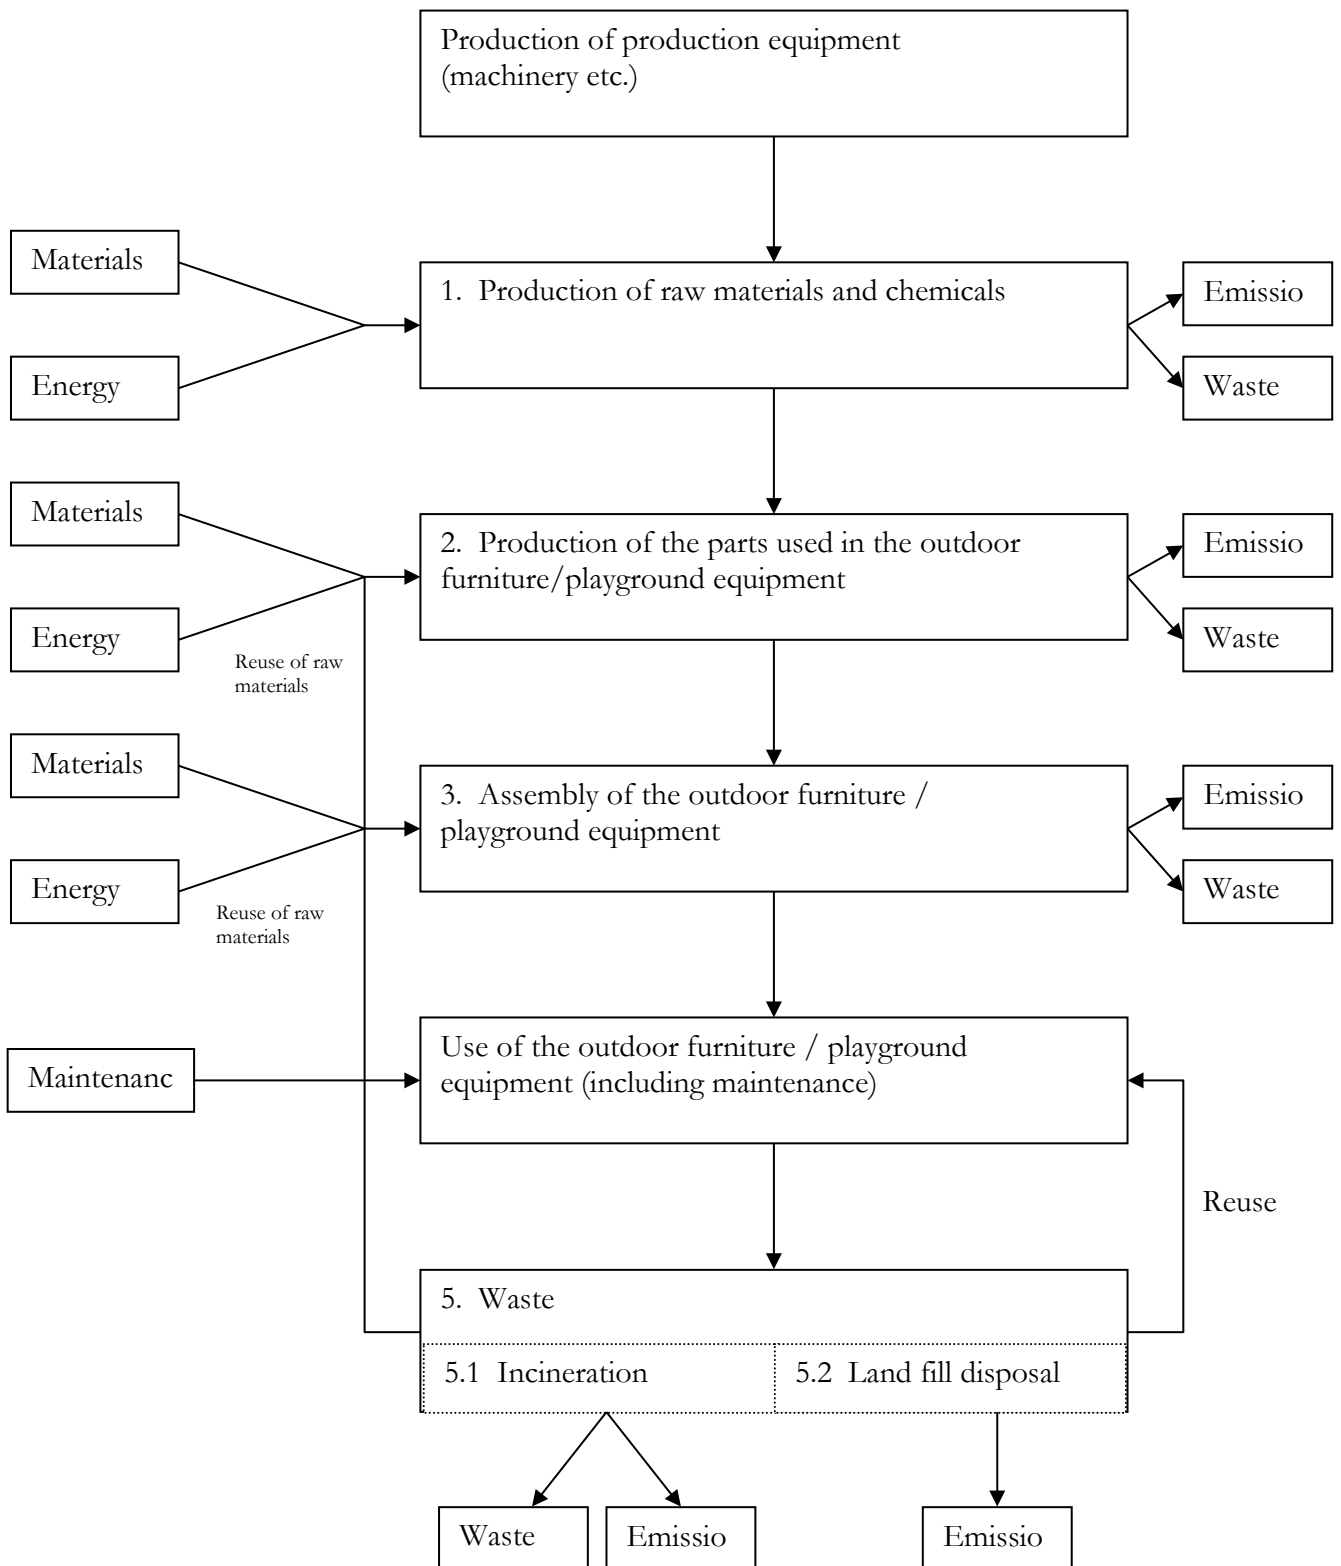 Production of production equipment
(machinery etc.)
Materials
1. Production of raw materials and chemicals
Emissio
Energy
Waste
Materials
2. Production of the parts used in the outdoor
furniture/playground equipment
Emissio
Energy
Waste
Reuse of raw
materials
Materials
3. Assembly of the outdoor furniture /
playground equipment
Emissio
Energy
Waste
Reuse of raw
materials
Maintenanc
Use of the outdoor furniture / playground
equipment (including maintenance)
Reuse
5. Waste
5.1 Incineration
5.2 Land fill disposal
Waste
Emissio
Emissio